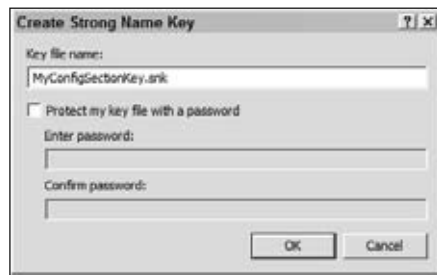 Create Strong Name Key
Key file name:
MyConfigSectionKey.snk
Protect my key file with a password
Enter password:
Confirm password:
OK Cancel